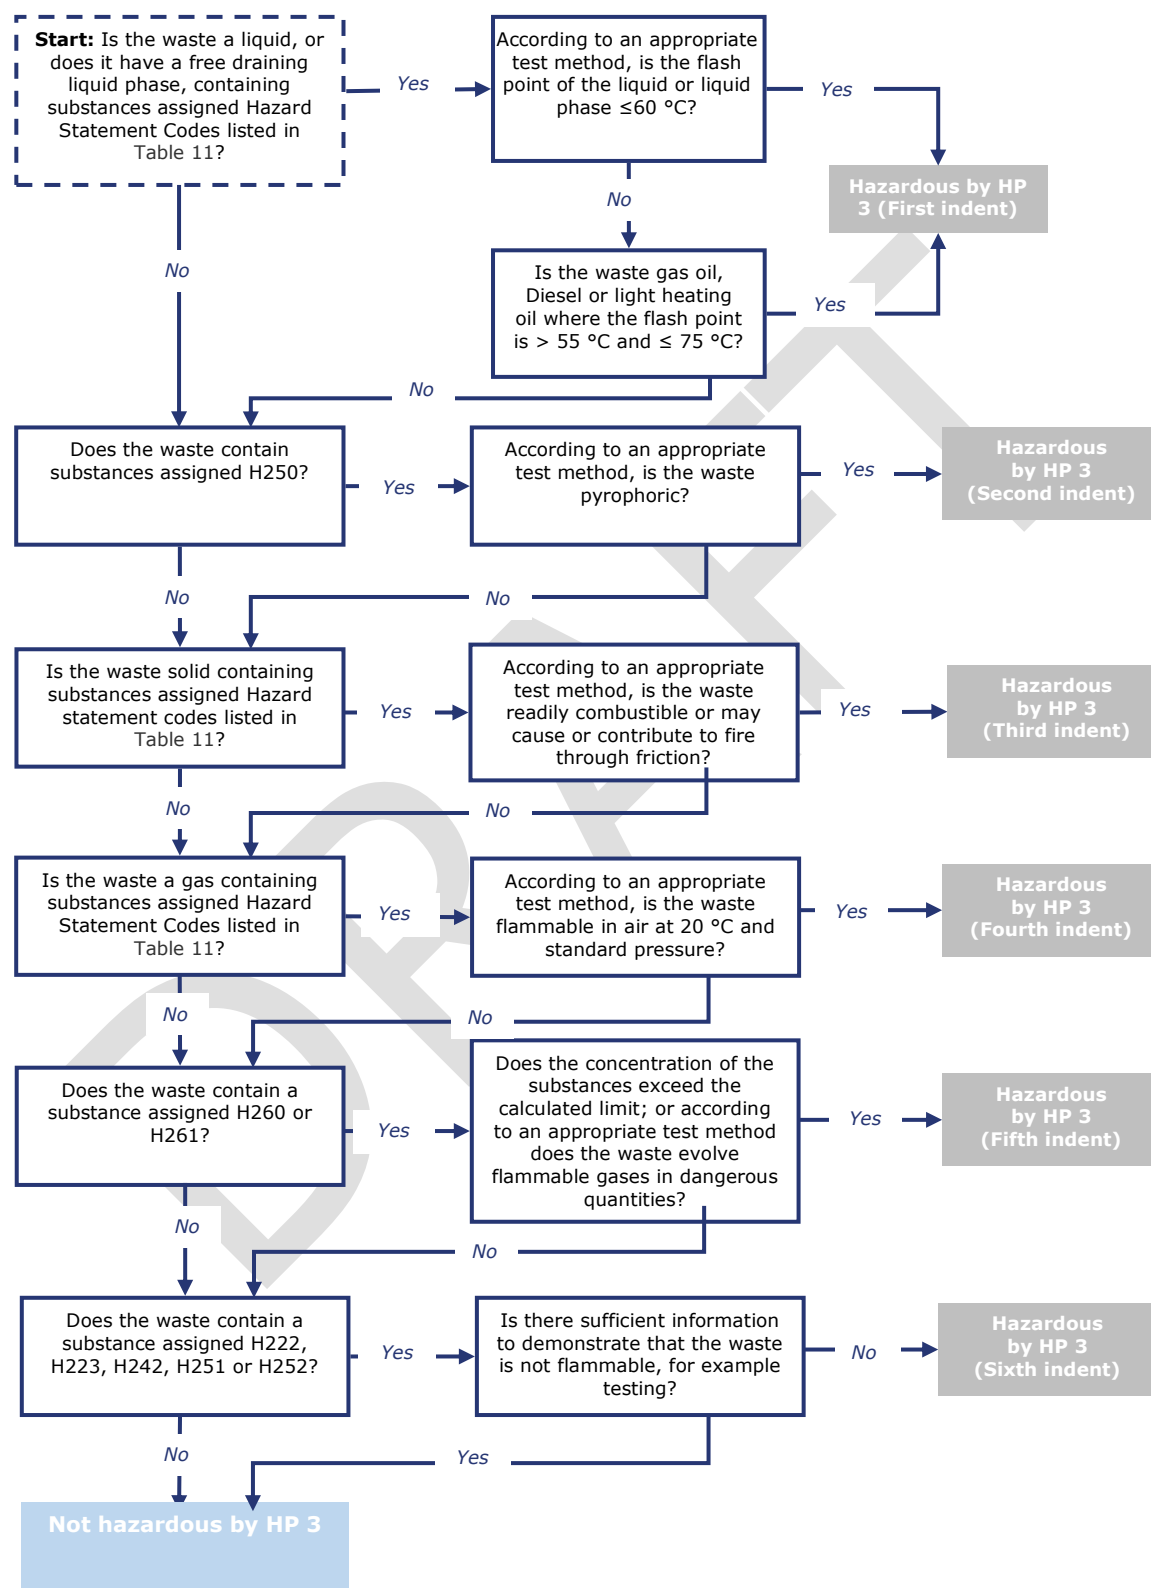 Start: Is the waste a liquid, or
does it have a free draining
liquid phase, containing
substances assigned Hazard
Statement Codes listed in
Table 11?
Yes
According to an appropriate
test method, is the flash
point of the liquid or liquid
phase ≤60 °C?
Yes
Hazardous by HP
3 (First indent)
No
No
Is the waste gas oil,
Diesel or light heating
oil where the flash point
is > 55 °C and ≤ 75 °C?
Yes
No
Does the waste contain
substances assigned H250?
Yes
According to an appropriate
test method, is the waste
pyrophoric?
Yes
Hazardous
by HP 3
(Second indent)
No
No
Is the waste solid containing
substances assigned Hazard
statement codes listed in
Table 11?
Yes
According to an appropriate
test method, is the waste
readily combustible or may
cause or contribute to fire
through friction?
Yes
Hazardous
by HP 3
(Third indent)
No
No
Is the waste a gas containing
substances assigned Hazard
Statement Codes listed in
Table 11?
Yes
According to an appropriate
test method, is the waste
flammable in air at 20 °C and
standard pressure?
Yes
Hazardous
by HP 3
(Fourth indent)
No
No
Does the waste contain a
substance assigned H260 or
H261?
Yes
Does the concentration of the
substances exceed the
calculated limit; or according
to an appropriate test method
does the waste evolve
flammable gases in dangerous
quantities?
Yes
Hazardous
by HP 3
(Fifth indent)
No
No
Does the waste contain a
substance assigned H222,
H223, H242, H251 or H252?
Yes
Is there sufficient information
to demonstrate that the waste
is not flammable, for example
testing?
No
Hazardous
by HP 3
(Sixth indent)
No
Yes
Not hazardous by HP 3
DRAFT